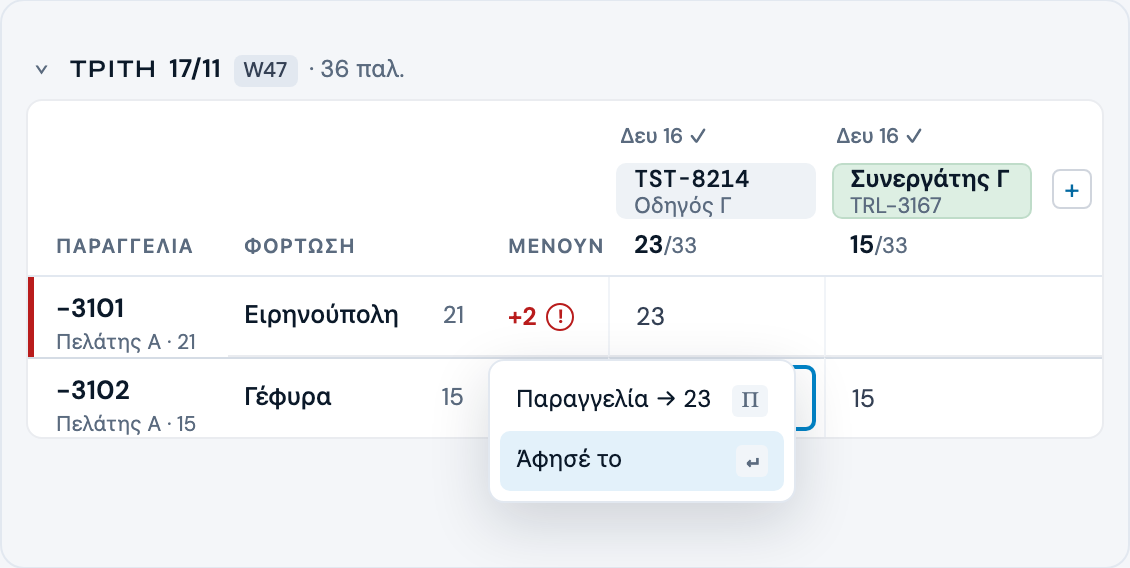 ΤΡΙΤΗ 17/11 W47 · 36 παλ.
Δευ 16 ✓ Δευ 16 ✓
TST-8214 Συνεργάτης Γ
Οδηγός Γ TRL-3167
+
ΠΑΡΑΓΓΕΛΙΑ ΦΟΡΤΩΣΗ ΜΕΝΟΥΝ 23/33 15/33
-3101 Ειρηνούπολη 21 +2 ! 23
Πελάτης Α · 21
-3102 Γέφυρα 15 15
Πελάτης Α · 15
Παραγγελία → 23 Π
Άφησέ το ↵